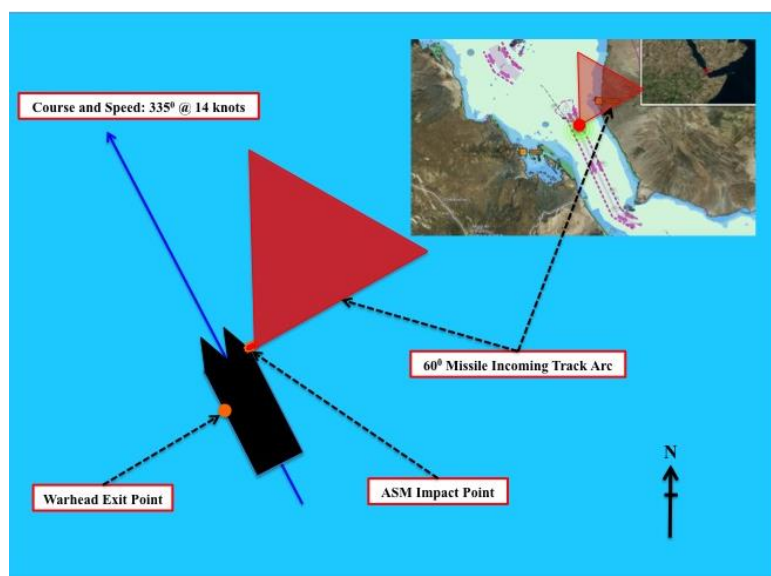 Course and Speed: 335⁰ @ 14 knots
60⁰ Missile Incoming Track Arc
N
Warhead Exit Point
ASM Impact Point